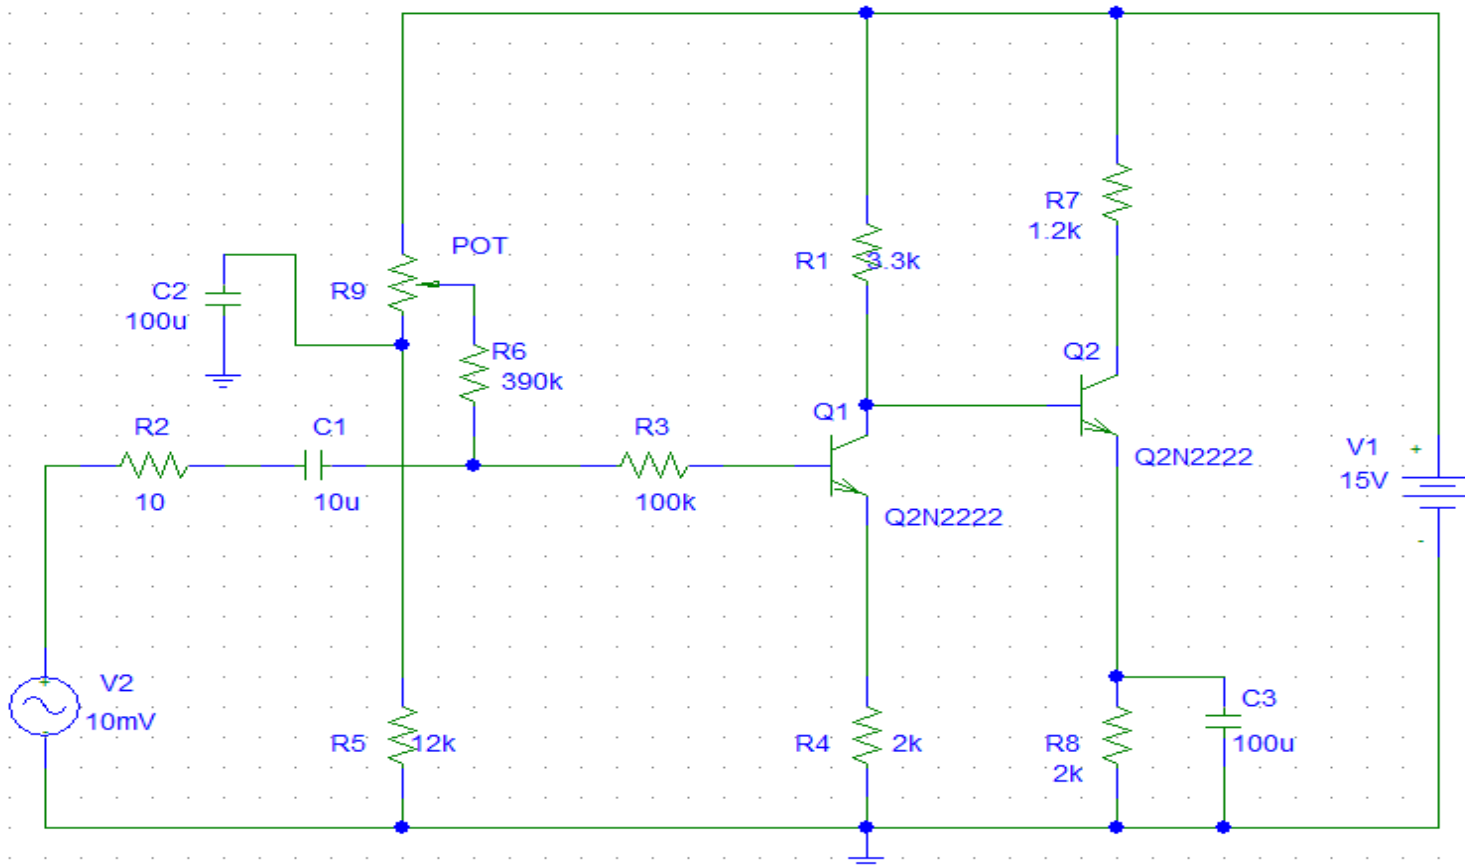 POT
R9
C2
100u
R6
390k
R2
10
C1
10u
R3
100k
R1
3.3k
R7
1.2k
Q1
Q2N2222
Q2
Q2N2222
V1
15V
+
-
V2
10mV
+
-
R5
12k
R4
2k
R8
2k
C3
100u